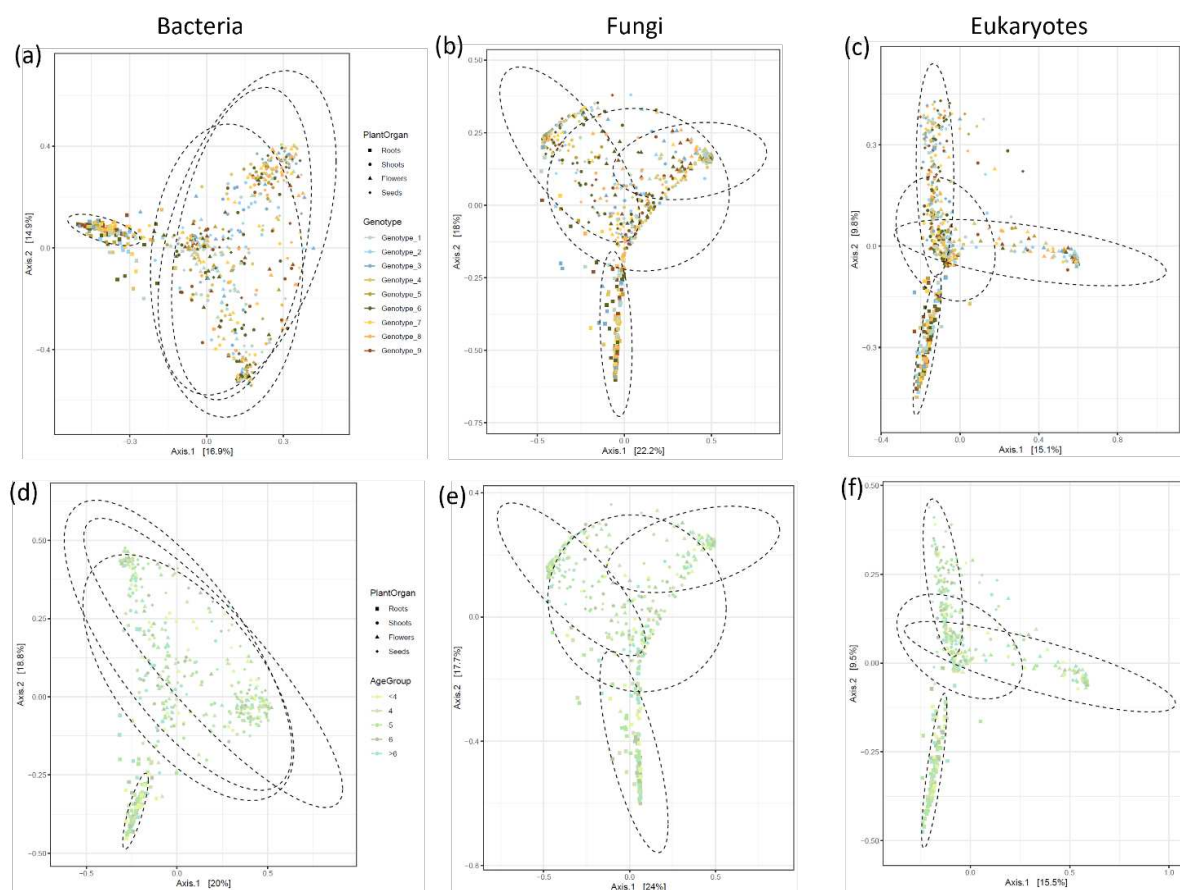 Bacteria
Fungi
Eukaryotes
(a)
0.4
0.0
−0.4
Axis.2 [14.9%]
−0.3
0.0
0.3
Axis.1 [16.9%]
PlantOrgan
Roots
Shoots
Flowers
Seeds
Genotype
Genotype_1
Genotype_2
Genotype_3
Genotype_4
Genotype_5
Genotype_6
Genotype_7
Genotype_8
Genotype_9
(b)
0.50
0.25
0.00
−0.25
−0.50
−0.75
Axis.2 [18%]
−0.5
0.0
0.5
Axis.1 [22.2%]
(c)
0.3
0.0
−0.3
Axis.2 [9.8%]
−0.4
0.0
0.4
0.8
Axis.1 [15.1%]
(d)
0.50
0.25
0.00
−0.25
−0.50
Axis.2 [18.8%]
−0.5
0.0
0.5
Axis.1 [20%]
PlantOrgan
Roots
Shoots
Flowers
Seeds
AgeGroup
<4
4
5
6
>6
(e)
0.4
0.0
−0.4
−0.8
Axis.2 [17.7%]
−0.5
0.0
0.5
Axis.1 [24%]
(f)
0.50
0.25
0.00
−0.25
−0.50
Axis.2 [9.5%]
0.0
0.5
1.0
Axis.1 [15.5%]